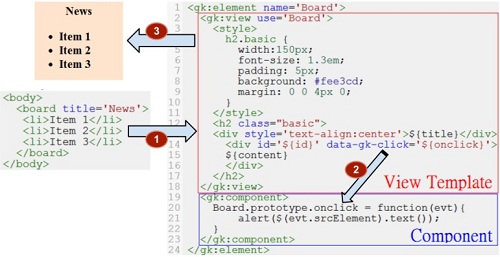 News
• Item 1
• Item 2
• Item 3
3
<body>
<board title='News'>
<li>Item 1</li>
<li>Item 2</li>
<li>Item 3</li>
</board>
</body>
1
1 <gk:element name='Board'>
2 <gk:view use='Board'>
3 <style>
4 h2.basic {
5 width:150px;
6 font-size: 1.3em;
7 padding: 5px;
8 background: #fee3cd;
9 margin: 0 0 4px 0;
10 }
11 </style>
12 <h2 class="basic">
13 <div style='text-align:center'>${title}</div>
14 <div id='${id}' data-gk-click='${onclick}'>
15 ${content}
16 </div>
17 </h2>
18 </gk:view>
2
View Template
19 <gk:component>
20 Board.prototype.onclick = function(evt){
21 alert($(evt.srcElement).text());
22 }
23 </gk:component>
Component
24 </gk:element>